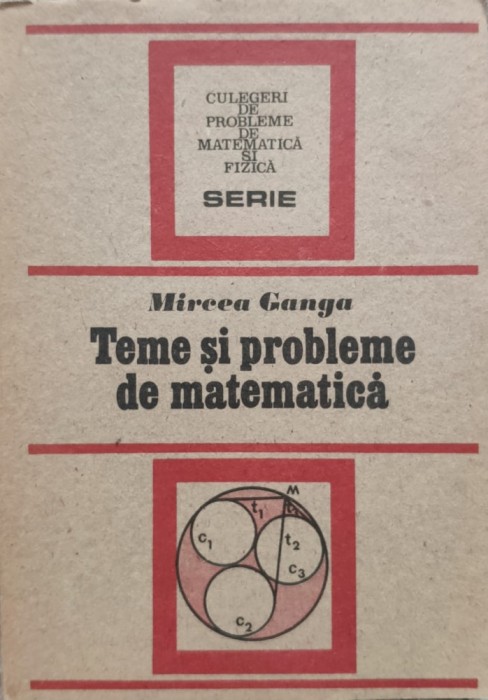 CULEGERI
DE
PROBLEME
DE
MATEMATICĂ
ȘI
FIZICĂ
SERIE
Mircea Ganga
Teme și probleme
de matematică
M
t₁
t₂
C₁
C₃
C₂